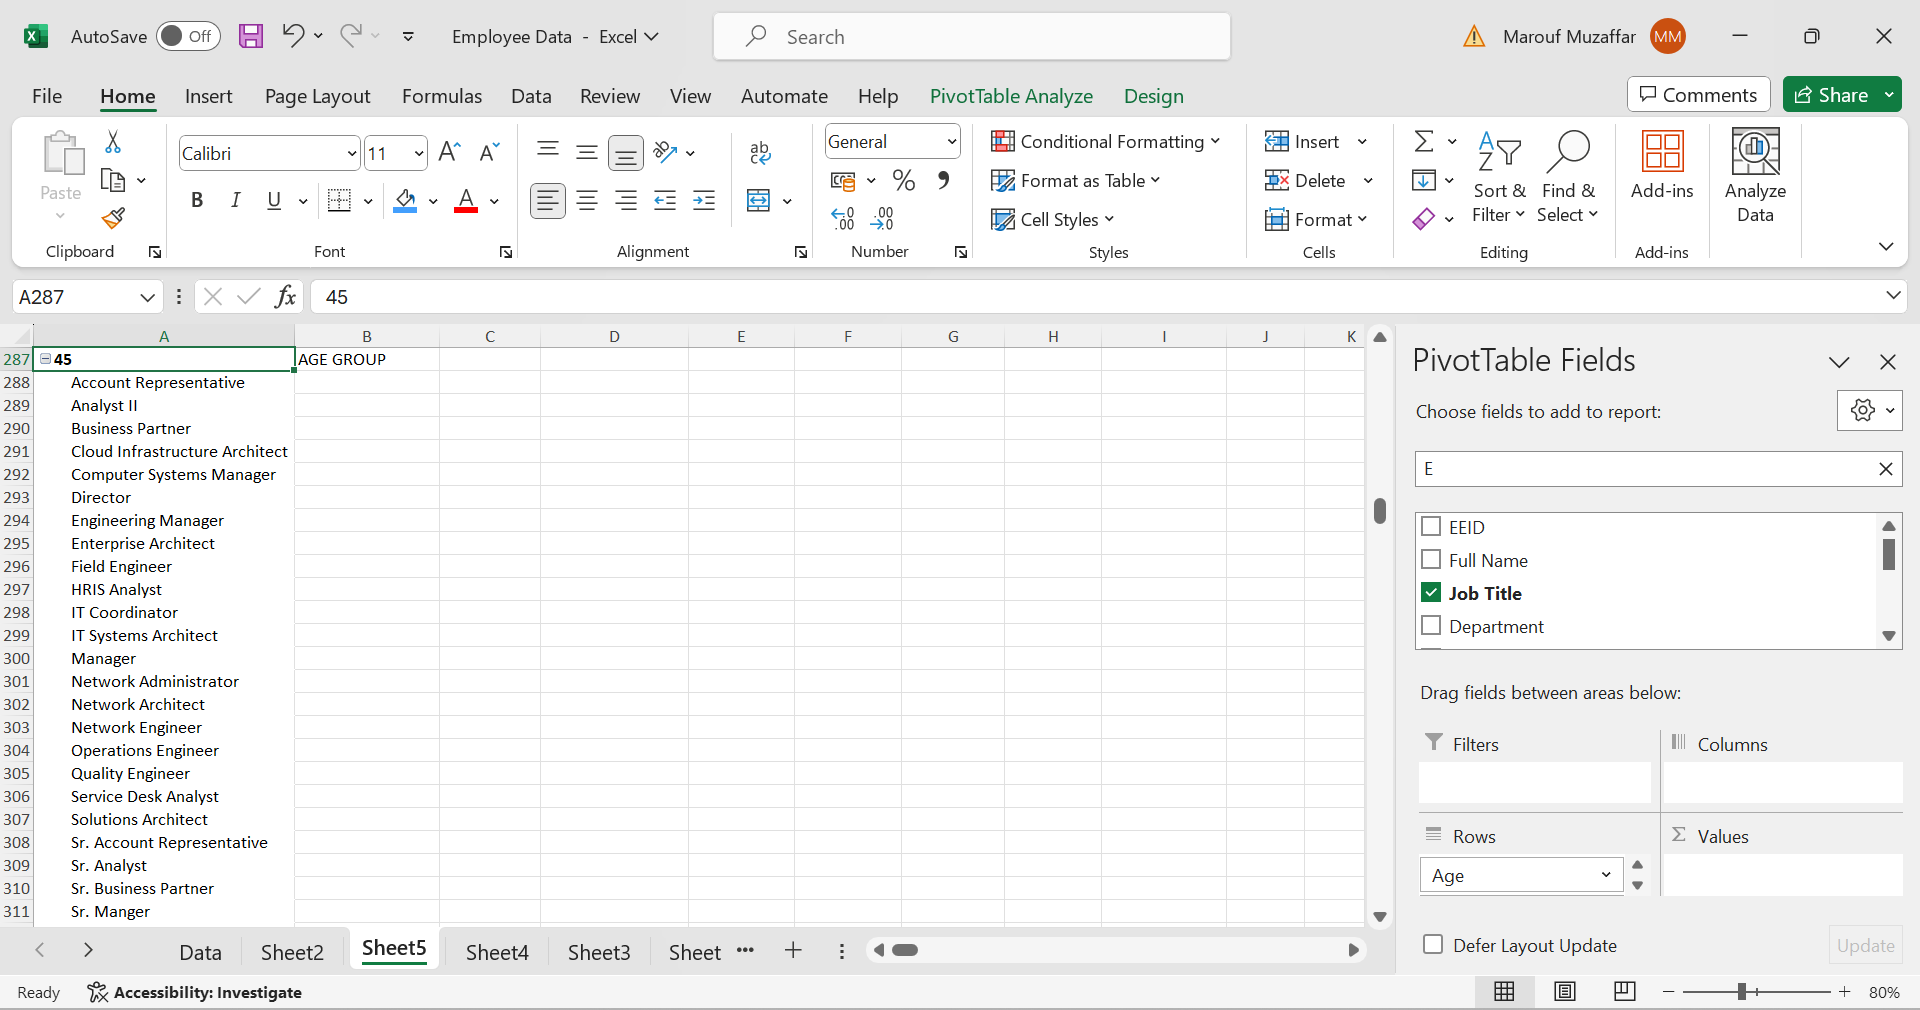 AutoSave Off Employee Data - Excel Search Marouf Muzaffar MM
File Home Insert Page Layout Formulas Data Review View Automate Help PivotTable Analyze Design Comments Share
Paste
Clipboard
Calibri 11
B I U A
Font
ab
c
Alignment
General
% 9
.00 .00
Number
Conditional Formatting
Format as Table
Cell Styles
Styles
Insert
Delete
Format
Cells
Sort &
Filter
Find &
Select
Editing
Add-ins
Add-ins
Analyze
Data
A287 fx 45
A B C D E F G H I J K
287 45 AGE GROUP
288 Account Representative
289 Analyst II
290 Business Partner
291 Cloud Infrastructure Architect
292 Computer Systems Manager
293 Director
294 Engineering Manager
295 Enterprise Architect
296 Field Engineer
297 HRIS Analyst
298 IT Coordinator
299 IT Systems Architect
300 Manager
301 Network Administrator
302 Network Architect
303 Network Engineer
304 Operations Engineer
305 Quality Engineer
306 Service Desk Analyst
307 Solutions Architect
308 Sr. Account Representative
309 Sr. Analyst
310 Sr. Business Partner
311 Sr. Manger
PivotTable Fields
Choose fields to add to report:
E
EEID
Full Name
Job Title
Department
Drag fields between areas below:
Filters
Columns
Rows
Σ Values
Age
Defer Layout Update Update
Data Sheet2 Sheet5 Sheet4 Sheet3 Sheet ...
Ready Accessibility: Investigate 80%